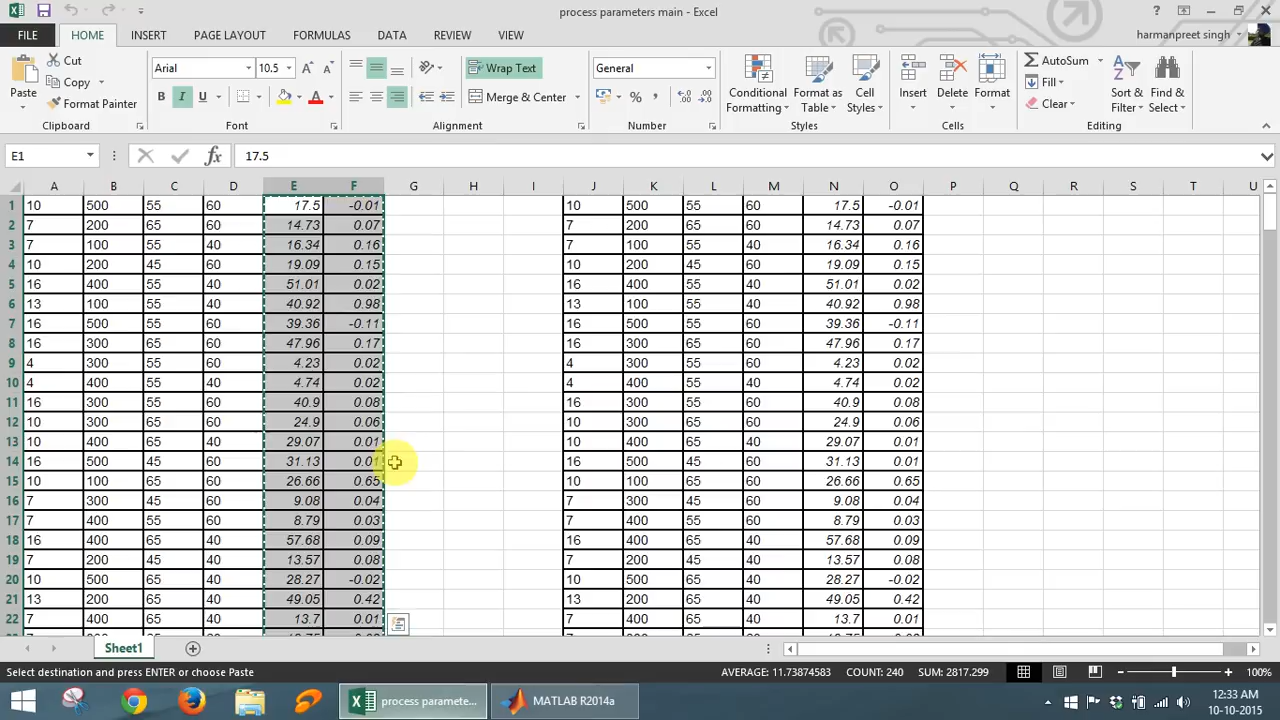 process parameters main - Excel
FILE HOME INSERT PAGE LAYOUT FORMULAS DATA REVIEW VIEW harmanpreet singh
Paste Cut Copy Format Painter Clipboard
Arial 10.5 A A B I U A Font
Wrap Text Merge & Center Alignment
General % , Number
Conditional Formatting Format as Table Cell Styles Styles
Insert Delete Format Cells
AutoSum Fill Clear Sort & Filter Find & Select Editing
E1 fx 17.5
A B C D E F G H I J K L M N O P Q R S T U
1 10 500 55 60 17.5 -0.01 10 500 55 60 17.5 -0.01
2 7 200 65 60 14.73 0.07 7 200 65 60 14.73 0.07
3 7 100 55 40 16.34 0.16 7 100 55 40 16.34 0.16
4 10 200 45 60 19.09 0.15 10 200 45 60 19.09 0.15
5 16 400 55 40 51.01 0.02 16 400 55 40 51.01 0.02
6 13 100 55 40 40.92 0.98 13 100 55 40 40.92 0.98
7 16 500 55 60 39.36 -0.11 16 500 55 60 39.36 -0.11
8 16 300 65 60 47.96 0.17 16 300 65 60 47.96 0.17
9 4 300 55 60 4.23 0.02 4 300 55 60 4.23 0.02
10 4 400 55 40 4.74 0.02 4 400 55 40 4.74 0.02
11 16 300 55 60 40.9 0.08 16 300 55 60 40.9 0.08
12 10 300 65 60 24.9 0.06 10 300 65 60 24.9 0.06
13 10 400 65 40 29.07 0.01 10 400 65 40 29.07 0.01
14 16 500 45 60 31.13 0.01 16 500 45 60 31.13 0.01
15 10 100 65 60 26.66 0.65 10 100 65 60 26.66 0.65
16 7 300 45 60 9.08 0.04 7 300 45 60 9.08 0.04
17 7 400 55 60 8.79 0.03 7 400 55 60 8.79 0.03
18 16 400 65 40 57.68 0.09 16 400 65 40 57.68 0.09
19 7 200 45 40 13.57 0.08 7 200 45 40 13.57 0.08
20 10 500 65 40 28.27 -0.02 10 500 65 40 28.27 -0.02
21 13 200 65 40 49.05 0.42 13 200 65 40 49.05 0.42
22 7 400 65 40 13.7 0.01 7 400 65 40 13.7 0.01
Sheet1
Select destination and press ENTER or choose Paste AVERAGE: 11.73874583 COUNT: 240 SUM: 2817.299 100%
process paramete... MATLAB R2014a 12:33 AM
10-10-2015